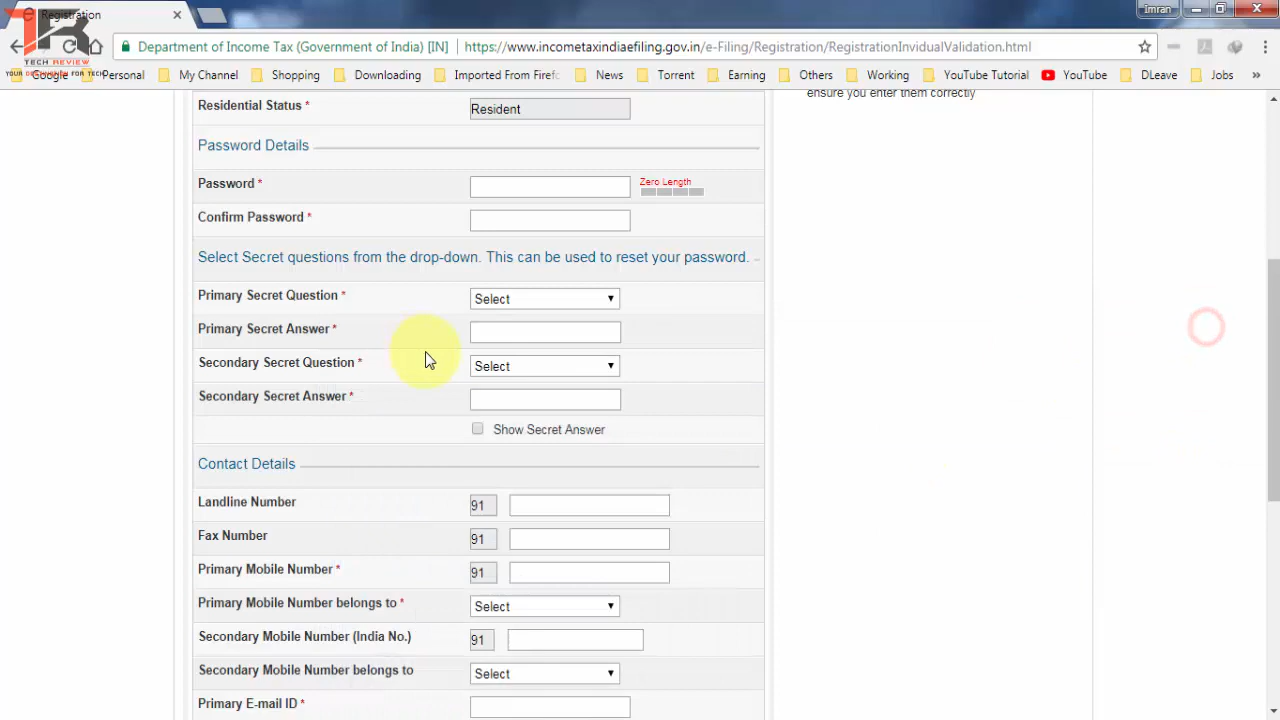 Registration
Imran
TECH REVIEW
Department of Income Tax (Government of India) [IN] https://www.incometaxindiaefiling.gov.in/e-Filing/Registration/RegistrationInvidualValidation.html
Google Personal My Channel Shopping Downloading Imported From Firef News Torrent Earning Others Working YouTube Tutorial YouTube DLeave Jobs »
ensure you enter them correctly
Residential Status * Resident
Password Details
Password * Zero Length
Confirm Password *
Select Secret questions from the drop-down. This can be used to reset your password.
Primary Secret Question * Select
Primary Secret Answer *
Secondary Secret Question * Select
Secondary Secret Answer *
Show Secret Answer
Contact Details
Landline Number 91
Fax Number 91
Primary Mobile Number * 91
Primary Mobile Number belongs to * Select
Secondary Mobile Number (India No.) 91
Secondary Mobile Number belongs to Select
Primary E-mail ID *